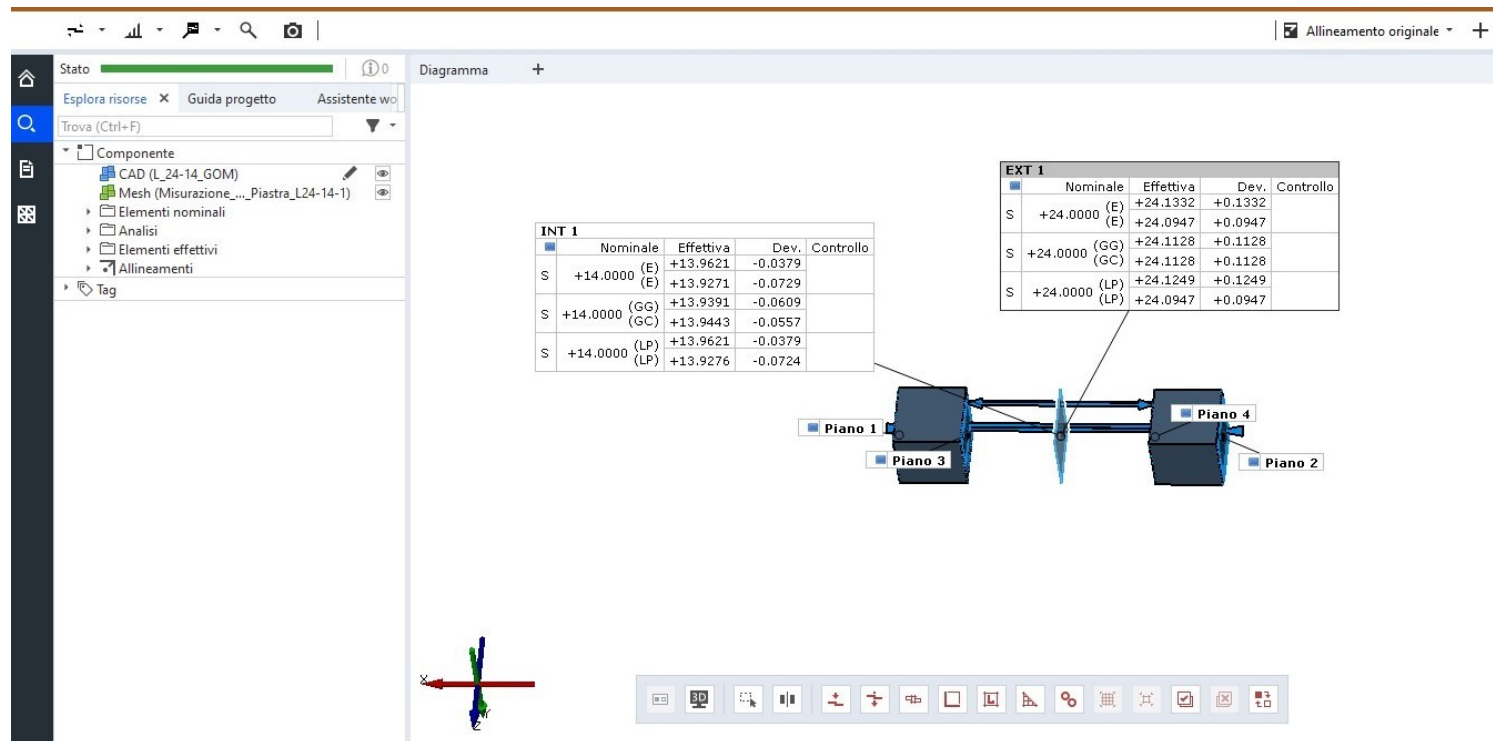 Allineamento originale
Stato
0
Diagramma
Esplora risorse
Guida progetto
Assistente wo
Trova (Ctrl+F)
Componente
CAD (L_24-14_GOM)
Mesh (Misurazione_..._Piastra_L24-14-1)
Elementi nominali
Analisi
Elementi effettivi
Allineamenti
Tag
INT 1
Nominale Effettiva Dev. Controllo
S +14.0000 (E) +13.9621 -0.0379
(E) +13.9271 -0.0729
S +14.0000 (GG) +13.9391 -0.0609
(GC) +13.9443 -0.0557
S +14.0000 (LP) +13.9621 -0.0379
(LP) +13.9276 -0.0724
EXT 1
Nominale Effettiva Dev. Controllo
S +24.0000 (E) +24.1332 +0.1332
(E) +24.0947 +0.0947
S +24.0000 (GG) +24.1128 +0.1128
(GC) +24.1128 +0.1128
S +24.0000 (LP) +24.1249 +0.1249
(LP) +24.0947 +0.0947
Piano 1
Piano 3
Piano 4
Piano 2
X
Y
Z
3D
L